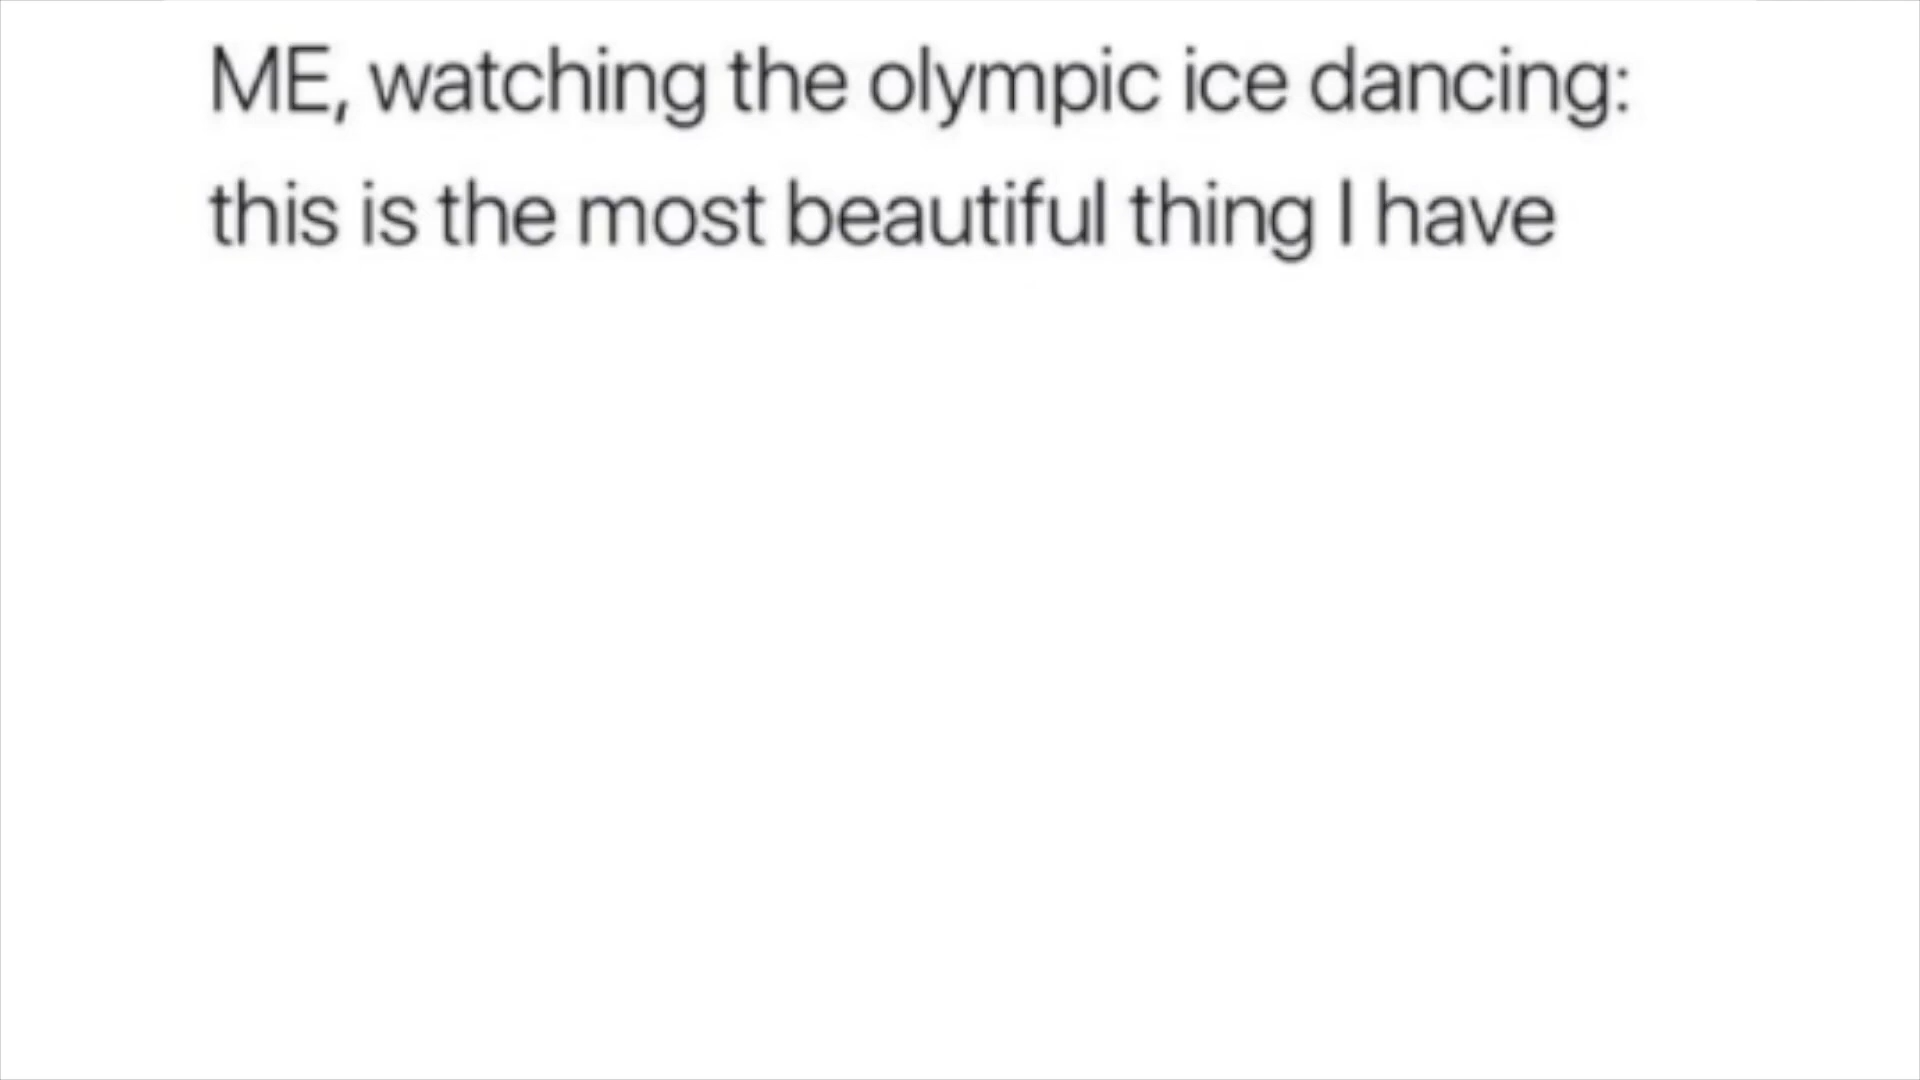 ME, watching the olympic ice dancing:
this is the most beautiful thing I have